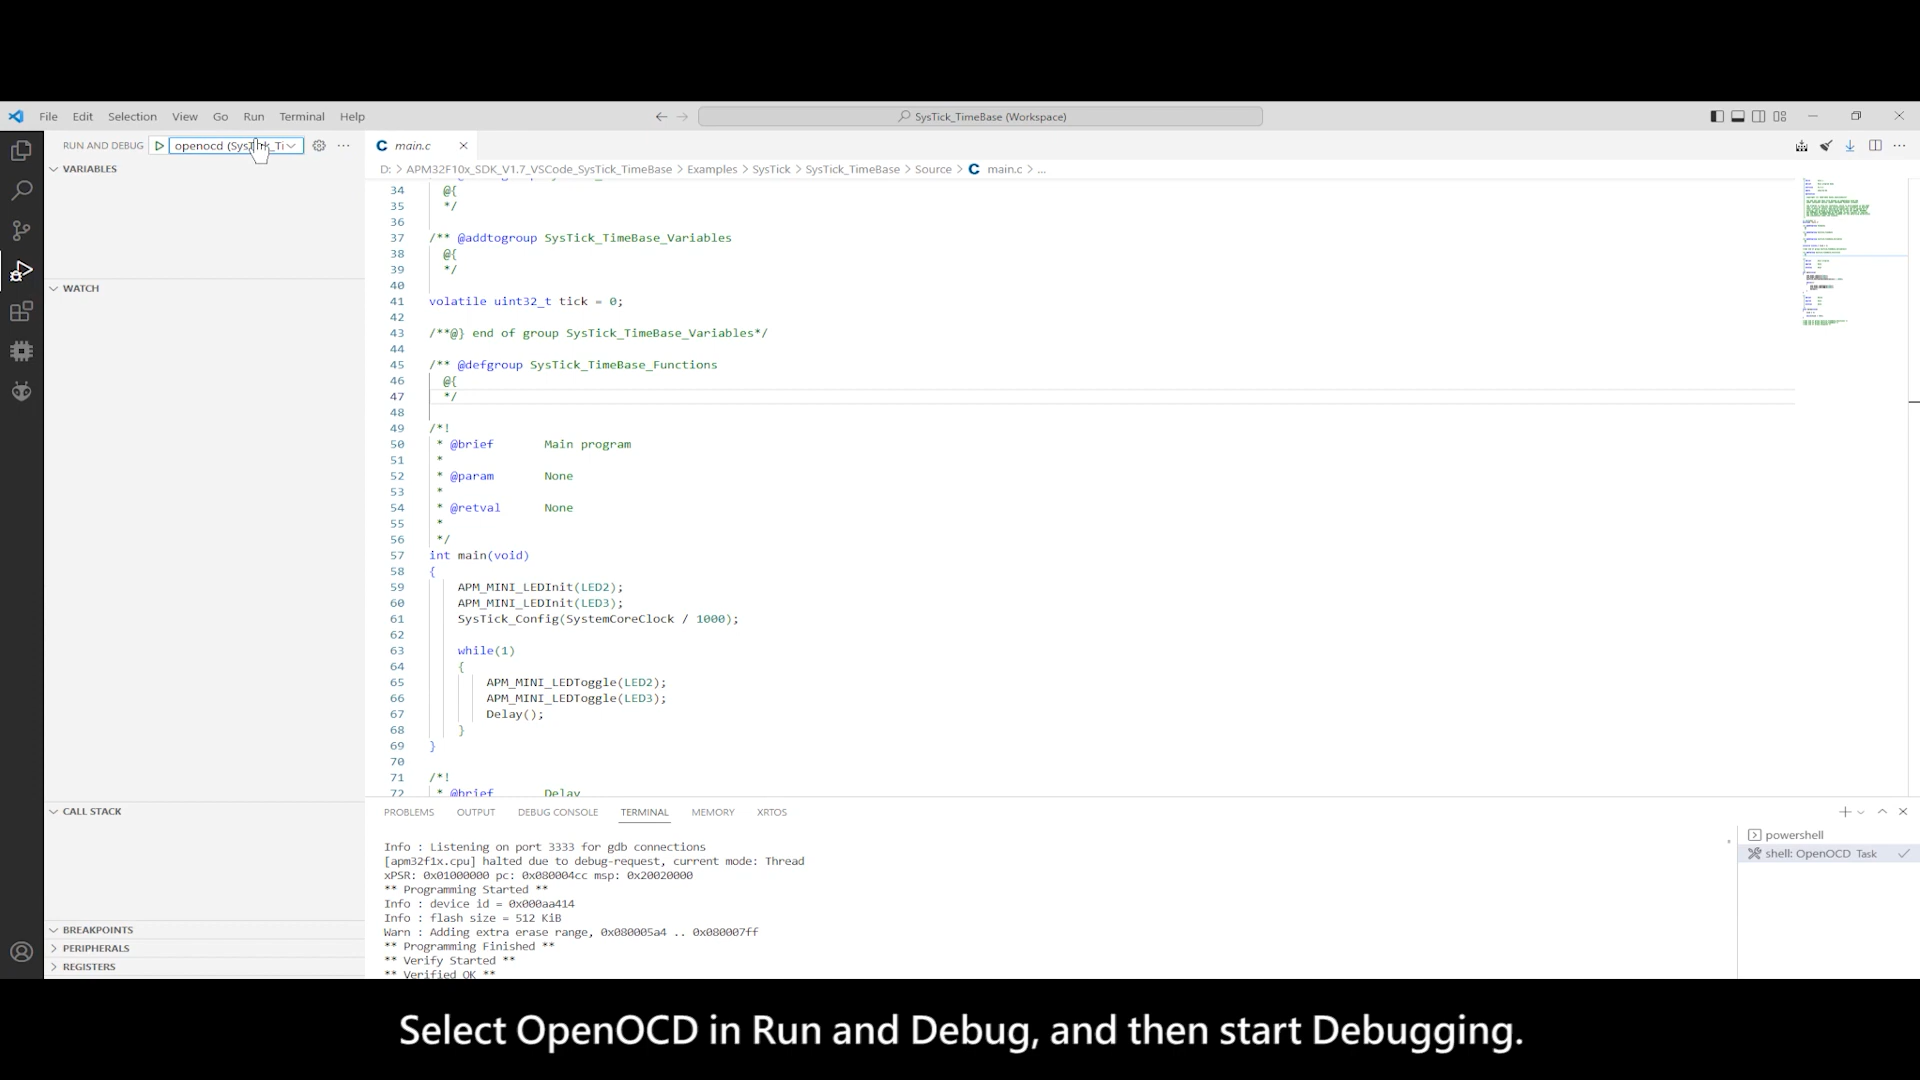 File Edit Selection View Go Run Terminal Help
SysTick_TimeBase (Workspace)
RUN AND DEBUG
openocd (SysTick_Ti
main.c
D: > APM32F10x_SDK_V1.7_VSCode_SysTick_TimeBase > Examples > SysTick > SysTick_TimeBase > Source > C main.c > ...
VARIABLES
WATCH
CALL STACK
BREAKPOINTS
PERIPHERALS
REGISTERS
34 @{
35 */
36
37 /** @addtogroup SysTick_TimeBase_Variables
38 @{
39 */
40
41 volatile uint32_t tick = 0;
42
43 /**@} end of group SysTick_TimeBase_Variables*/
44
45 /** @defgroup SysTick_TimeBase_Functions
46 @{
47 */
48
49 /*!
50 * @brief Main program
51 *
52 * @param None
53 *
54 * @retval None
55 *
56 */
57 int main(void)
58 {
59 APM_MINI_LEDInit(LED2);
60 APM_MINI_LEDInit(LED3);
61 SysTick_Config(SystemCoreClock / 1000);
62
63 while(1)
64 {
65 APM_MINI_LEDToggle(LED2);
66 APM_MINI_LEDToggle(LED3);
67 Delay();
68 }
69 }
70
71 /*!
72 * @brief Delay
PROBLEMS OUTPUT DEBUG CONSOLE TERMINAL MEMORY XRTOS
Info : Listening on port 3333 for gdb connections
[apm32f1x.cpu] halted due to debug-request, current mode: Thread
xPSR: 0x01000000 pc: 0x080004cc msp: 0x20020000
** Programming Started **
Info : device id = 0x000aa414
Info : flash size = 512 KiB
Warn : Adding extra erase range, 0x080005a4 .. 0x080007ff
** Programming Finished **
** Verify Started **
** Verified OK **
powershell
shell: OpenOCD Task
Select OpenOCD in Run and Debug, and then start Debugging.